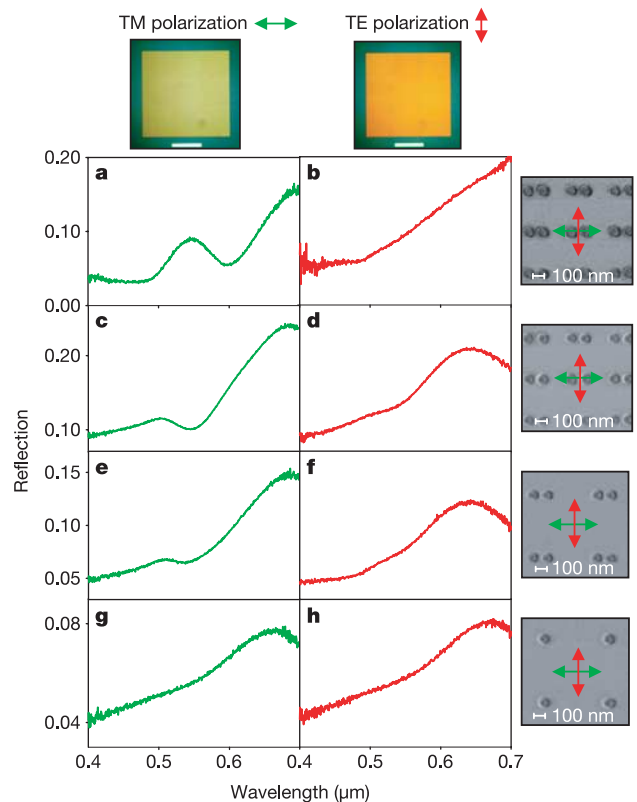 TM polarization
TE polarization
a
b
0.20
0.10
0.00
100 nm
c
d
0.20
0.10
100 nm
e
f
0.15
0.10
0.05
100 nm
g
h
0.08
0.04
100 nm
Reflection
0.4 0.5 0.6 0.4 0.5 0.6 0.7
Wavelength (μm)